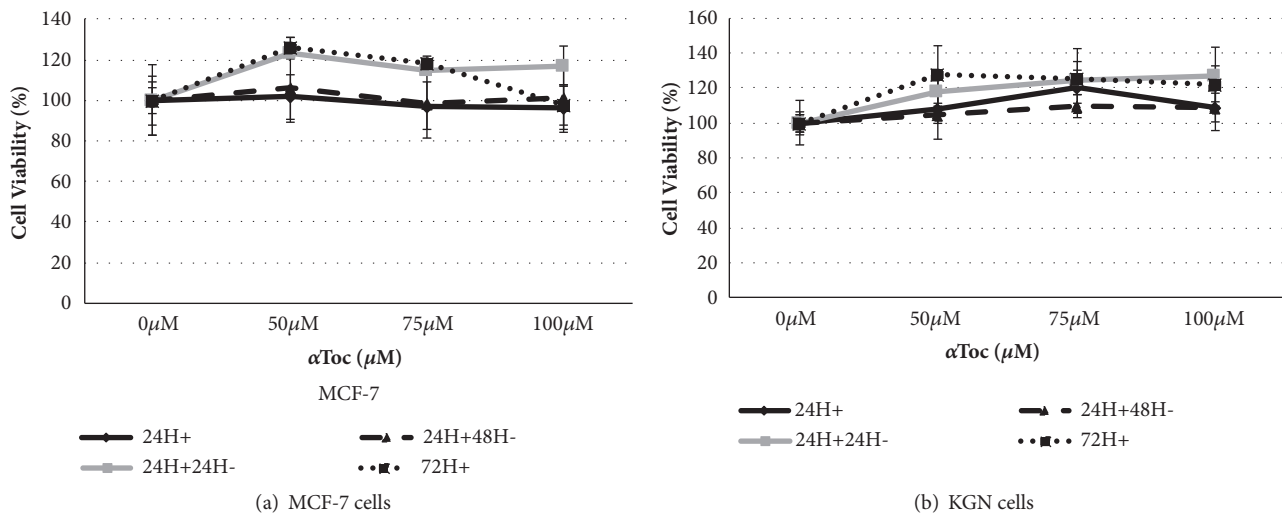 140
120
100
80
60
40
20
0
Cell Viability (%)
0μM
50μM
75μM
100μM
αToc (μM)
MCF-7
24H+
24H+48H-
24H+24H-
72H+
(a) MCF-7 cells
160
140
120
100
80
60
40
20
0
Cell Viability (%)
0μM
50μM
75μM
100μM
αToc (μM)
24H+
24H+48H-
24H+24H-
72H+
(b) KGN cells